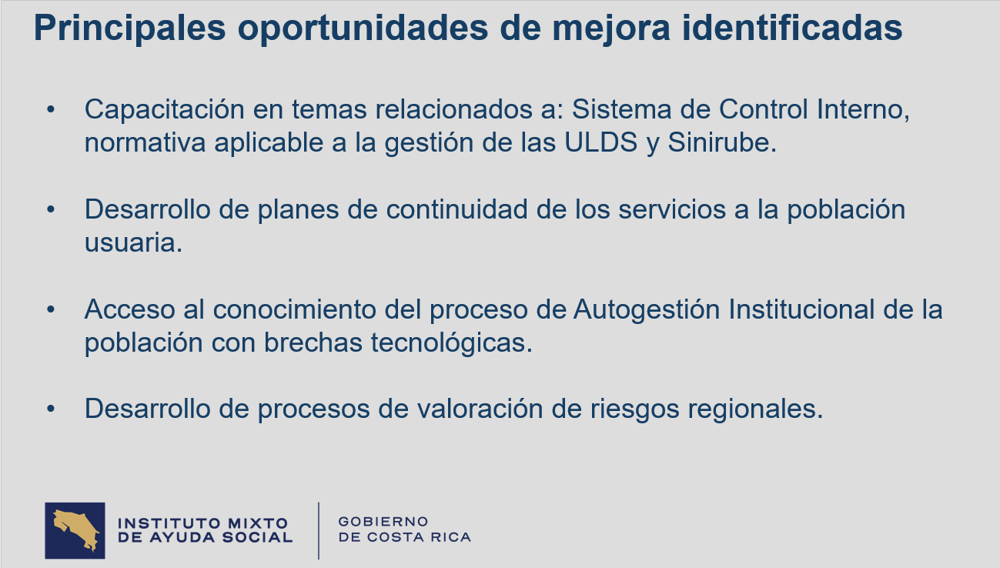 Principales oportunidades de mejora identificadas
• Capacitación en temas relacionados a: Sistema de Control Interno,
normativa aplicable a la gestión de las ULDS y Sinirube.
• Desarrollo de planes de continuidad de los servicios a la población
usuaria.
• Acceso al conocimiento del proceso de Autogestión Institucional de la
población con brechas tecnológicas.
• Desarrollo de procesos de valoración de riesgos regionales.
INSTITUTO MIXTO
DE AYUDA SOCIAL
GOBIERNO
DE COSTA RICA